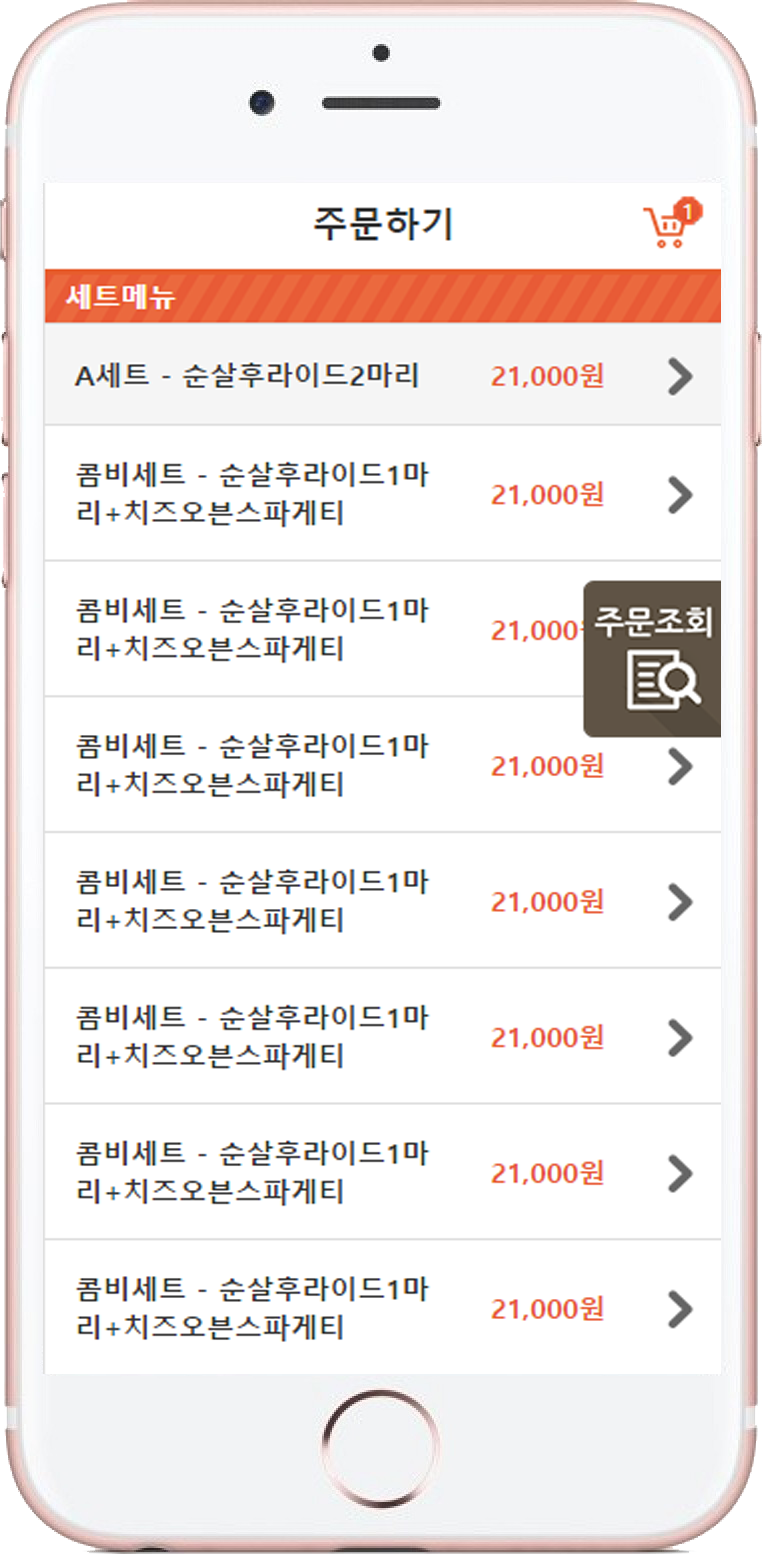 주문하기
1
세트메뉴
A세트 - 순살후라이드2마리
21,000원
콤비세트 - 순살후라이드1마
리+치즈오븐스파게티
21,000원
콤비세트 - 순살후라이드1마
리+치즈오븐스파게티
21,000
주문조회
콤비세트 - 순살후라이드1마
리+치즈오븐스파게티
21,000원
콤비세트 - 순살후라이드1마
리+치즈오븐스파게티
21,000원
콤비세트 - 순살후라이드1마
리+치즈오븐스파게티
21,000원
콤비세트 - 순살후라이드1마
리+치즈오븐스파게티
21,000원
콤비세트 - 순살후라이드1마
리+치즈오븐스파게티
21,000원